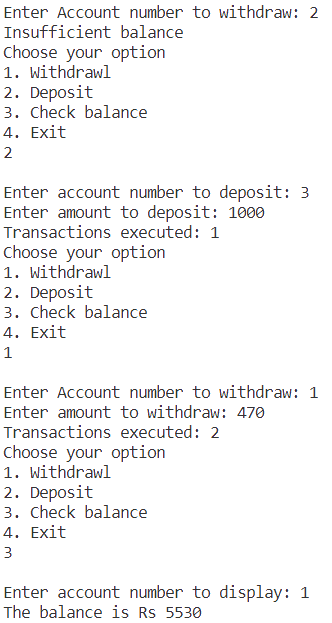 Enter Account number to withdraw: 2
Insufficient balance
Choose your option
1. Withdrawl
2. Deposit
3. Check balance
4. Exit
2

Enter account number to deposit: 3
Enter amount to deposit: 1000
Transactions executed: 1
Choose your option
1. Withdrawl
2. Deposit
3. Check balance
4. Exit
1

Enter Account number to withdraw: 1
Enter amount to withdraw: 470
Transactions executed: 2
Choose your option
1. Withdrawl
2. Deposit
3. Check balance
4. Exit
3

Enter account number to display: 1
The balance is Rs 5530